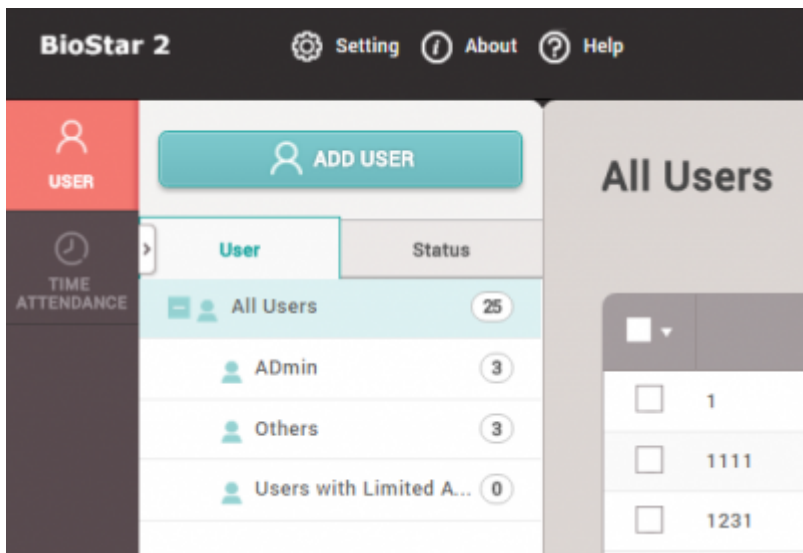 BioStar 2
Setting
About
Help
USER
TIME
ATTENDANCE
ADD USER
User
Status
All Users 25
ADmin 3
Others 3
Users with Limited A... 0
All Users
1
1111
1231